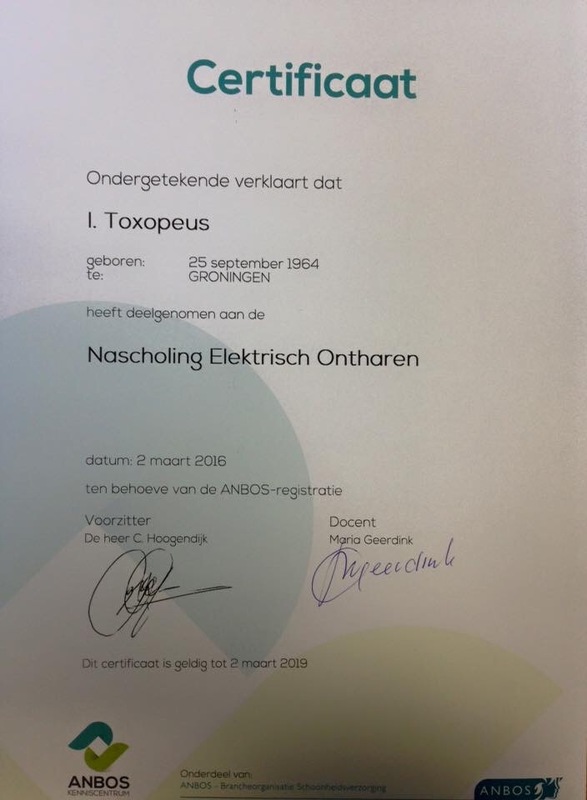 Certificaat
Ondergetekende verklaart dat
I. Toxopeus
geboren: 25 september 1964
te: GRONINGEN
heeft deelgenomen aan de
Nascholing Elektrisch Ontharen
datum: 2 maart 2016
ten behoeve van de ANBOS-registratie
Voorzitter Docent
De heer C. Hoogendijk Maria Geerdink
Geerdink
Dit certificaat is geldig tot 2 maart 2019
ANBOS
KENNISCENTRUM
Onderdeel van:
ANBOS - Brancheorganisatie Schoonheidsverzorging
ANBOS